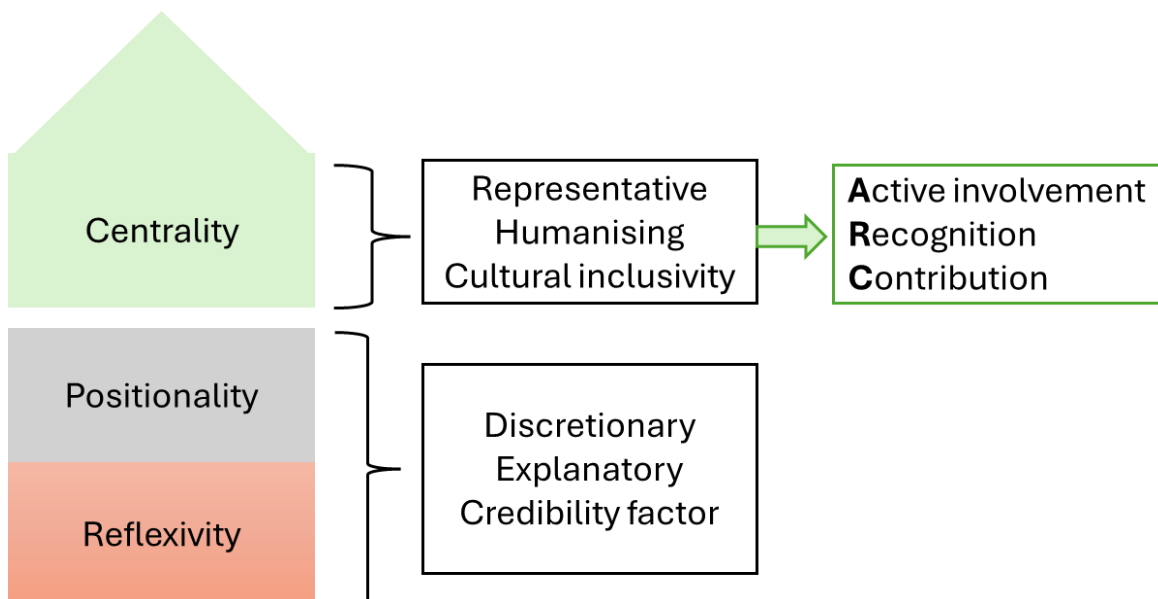 Centrality
Representative
Humanising
Cultural inclusivity
Active involvement
Recognition
Contribution
Positionality
Reflexivity
Discretionary
Explanatory
Credibility factor